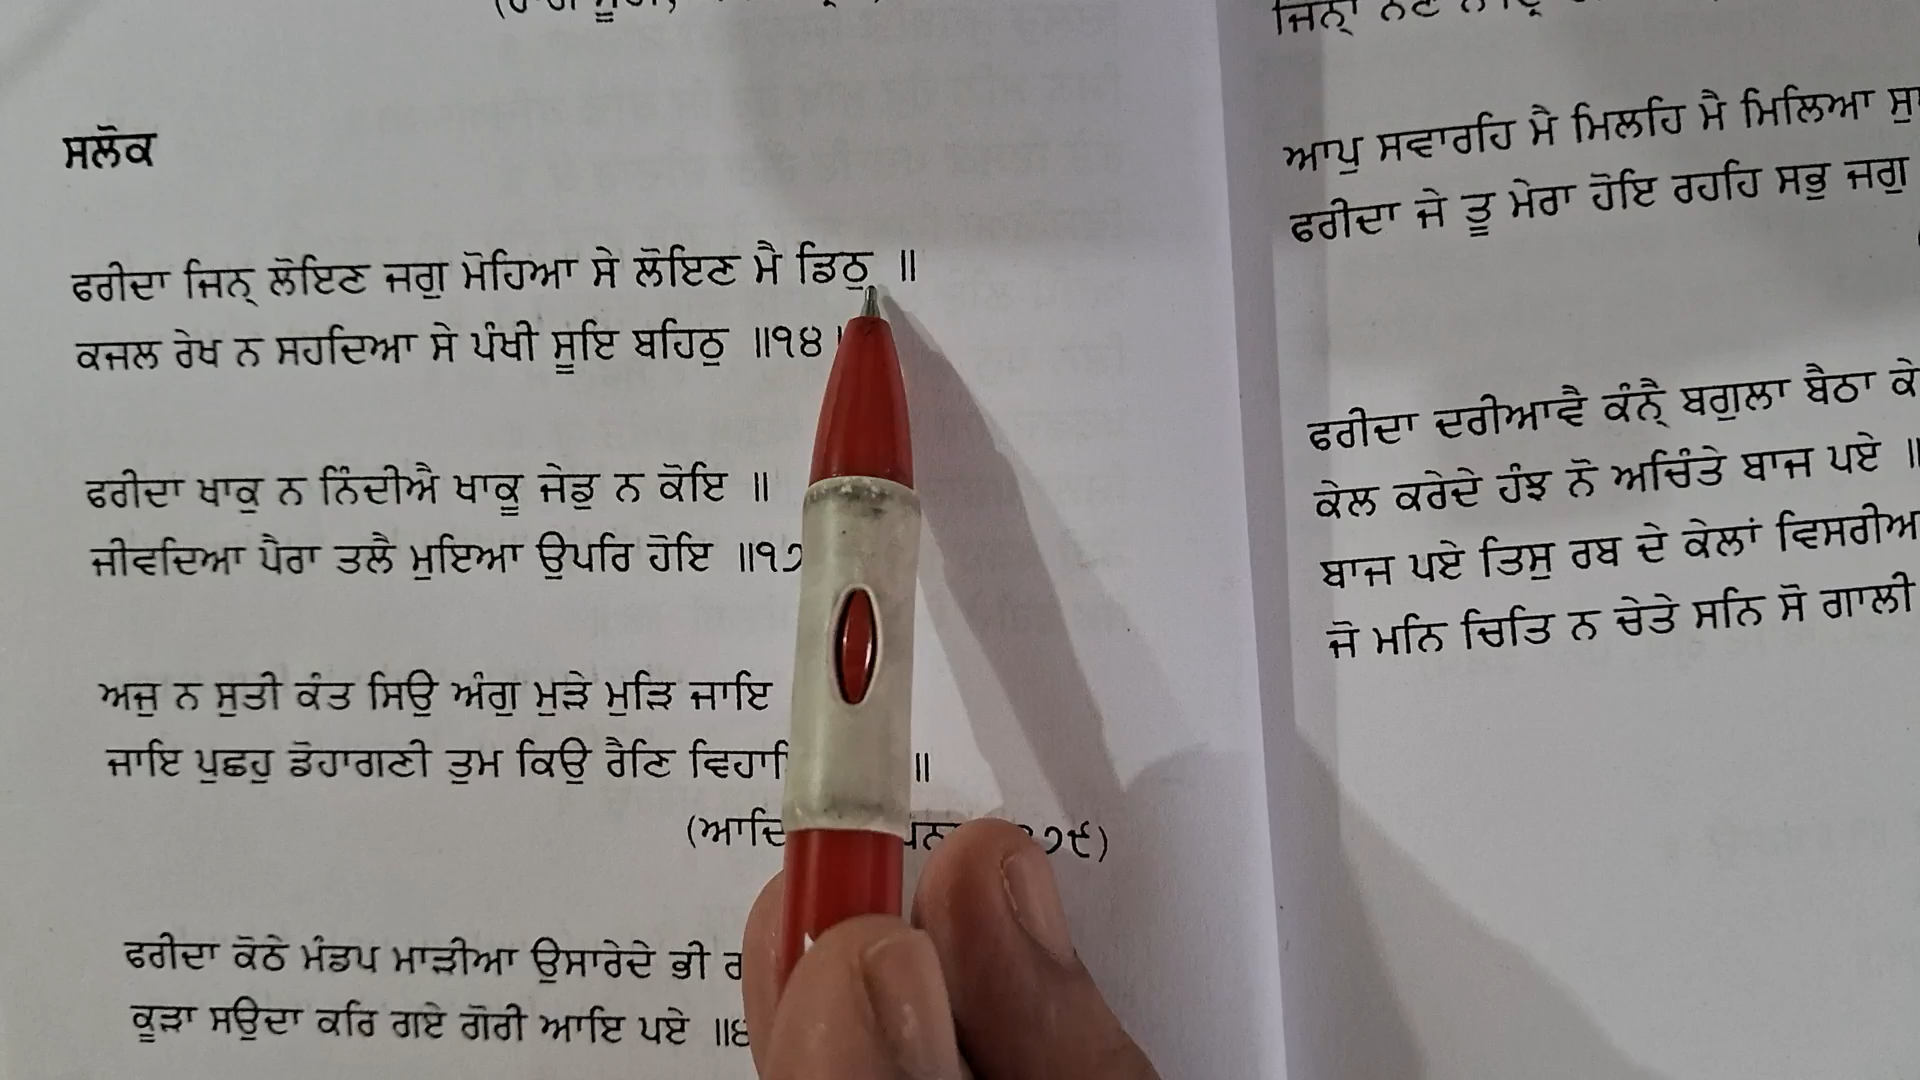 ਸਲੋਕ
ਫਰੀਦਾ ਜਿਨ੍ ਲੋਇਣ ਜਗੁ ਮੋਹਿਆ ਸੇ ਲੋਇਣ ਮੈ ਡਿਠੁ ॥
ਕਜਲ ਰੇਖ ਨ ਸਹਦਿਆ ਸੇ ਪੰਖੀ ਸੂਇ ਬਹਿਠੁ ॥੧੪
ਫਰੀਦਾ ਖਾਕੁ ਨ ਨਿੰਦੀਐ ਖਾਕੂ ਜੇਡੁ ਨ ਕੋਇ ॥
ਜੀਵਦਿਆ ਪੈਰਾ ਤਲੈ ਮੁਇਆ ਉਪਰਿ ਹੋਇ ॥੧੭
ਅਜੁ ਨ ਸੁਤੀ ਕੰਤ ਸਿਉ ਅੰਗੁ ਮੁੜੇ ਮੁੜਿ ਜਾਇ
ਜਾਇ ਪੁਛਹੁ ਡੋਹਾਗਣੀ ਤੁਮ ਕਿਉ ਰੈਣਿ ॥
ਫਰੀਦਾ ਕੋਠੇ ਮੰਡਪ ਮਾੜੀਆ ਉਸਾਰੇਦੇ ਭੀ
ਕੂੜਾ ਸਉਦਾ ਕਰਿ ਗਏ ਗੋਰੀ ਆਇ ਪਏ ॥
ਆਪੁ ਸਵਾਰਹਿ ਮੈ ਮਿਲਹਿ ਮੈ ਮਿਲਿਆ
ਫਰੀਦਾ ਜੇ ਤੂ ਮੇਰਾ ਹੋਇ ਰਹਹਿ ਸਭੁ ਜਗੁ
ਫਰੀਦਾ ਦਰੀਆਵੈ ਕੰਨੑੈ ਬਗੁਲਾ ਬੈਠਾ ਕੇ
ਕੇਲ ਕਰੇਦੇ ਹੰਝ ਨੋ ਅਚਿੰਤੇ ਬਾਜ ਪਏ ॥
ਬਾਜ ਪਏ ਤਿਸੁ ਰਬ ਦੇ ਕੇਲਾਂ
ਜੋ ਮਨਿ ਚਿਤਿ ਨ ਚੇਤੇ ਸਨਿ ਸੋ ਗਾਲੀ